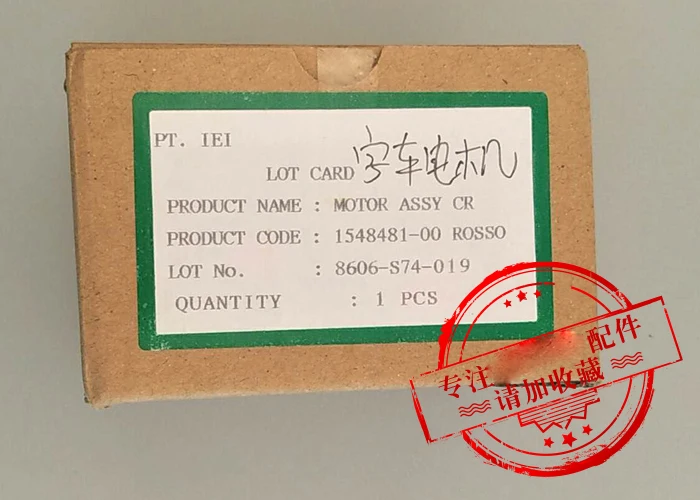 PT. IEI
LOT CARD 字车电机
PRODUCT NAME : MOTOR ASSY CR
PRODUCT CODE : 1548481-00 ROSSO
LOT No. : 8606-S74-019
QUANTITY : 1 PCS
专注 配件
请加收藏